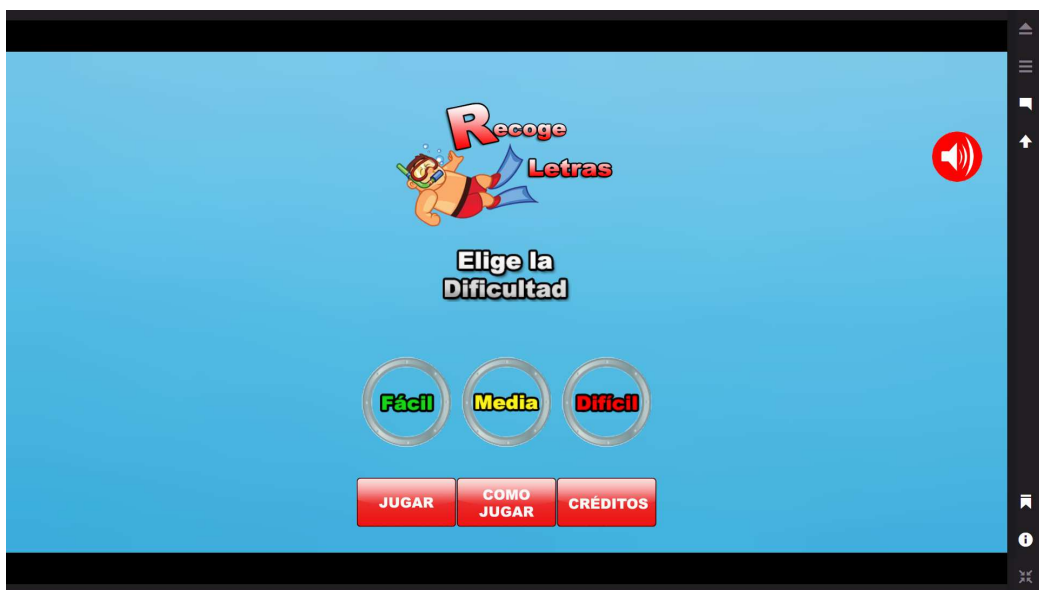 Recoge
Letras
Elige la
Dificultad
Fácil Media Difícil
JUGAR COMO JUGAR CRÉDITOS